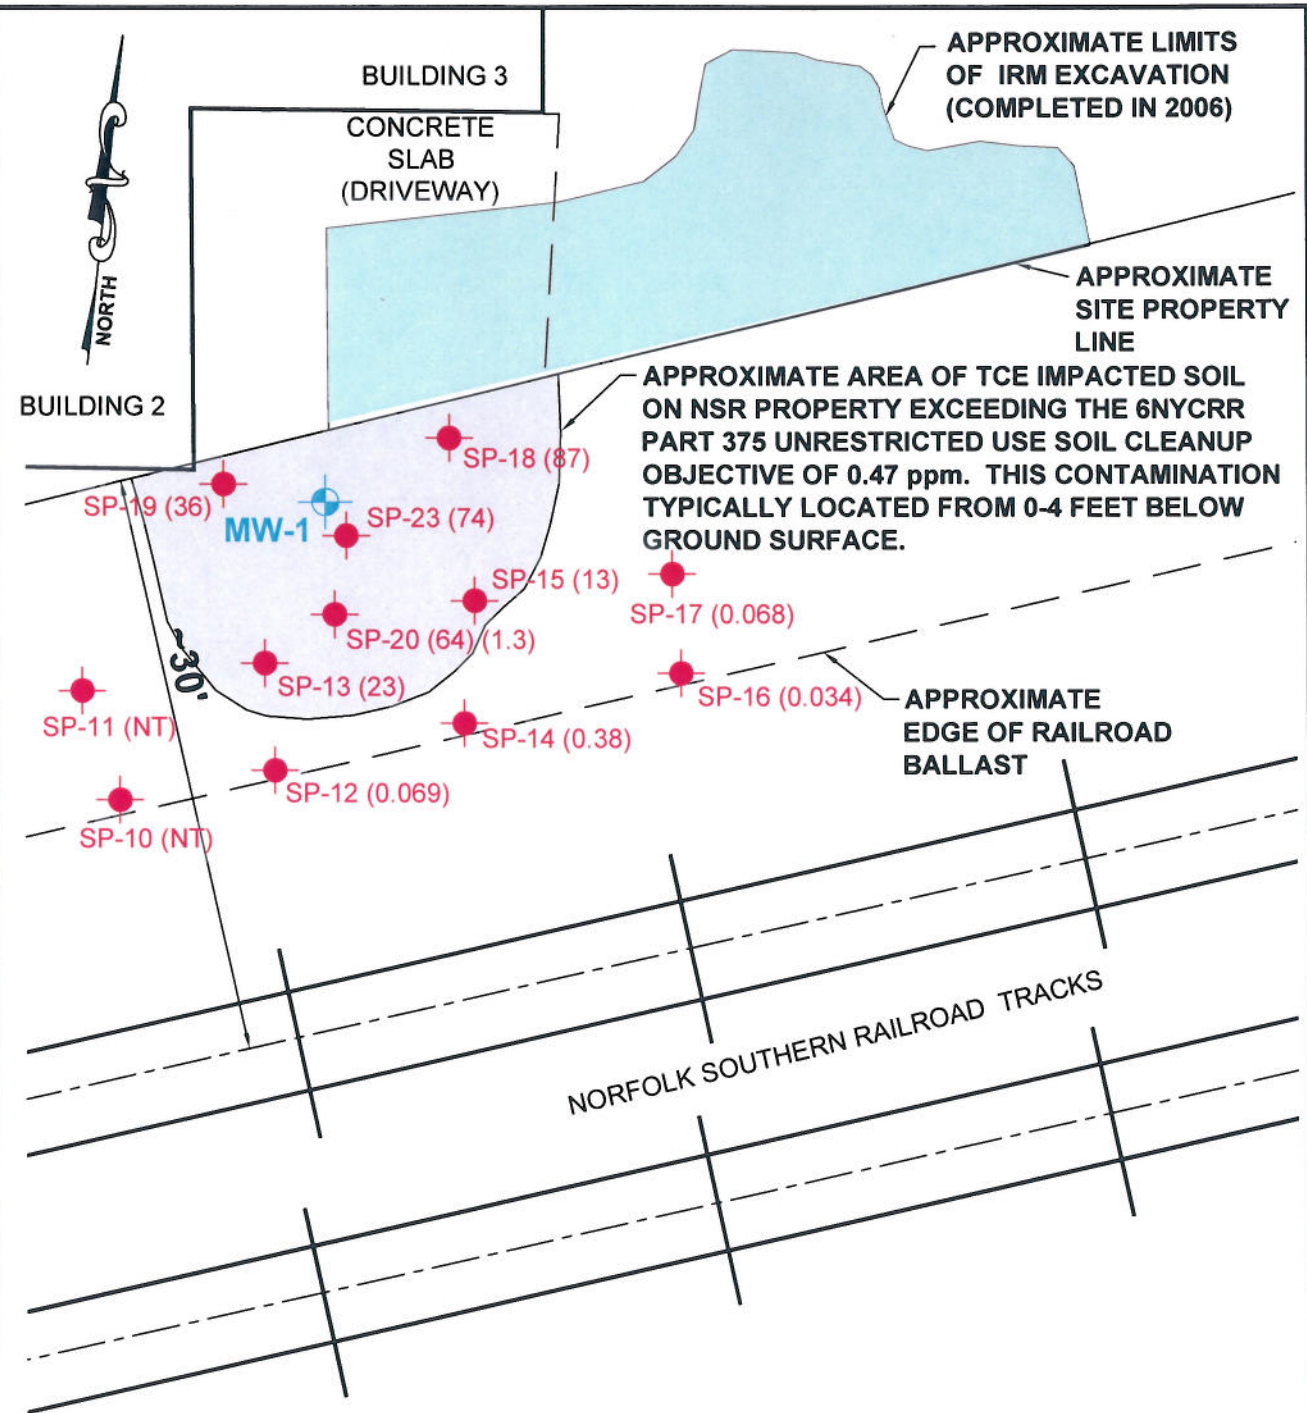 BUILDING 3
APPROXIMATE LIMITS
OF IRM EXCAVATION
(COMPLETED IN 2006)
CONCRETE
SLAB
(DRIVEWAY)
NORTH
APPROXIMATE
SITE PROPERTY
LINE
BUILDING 2
APPROXIMATE AREA OF TCE IMPACTED SOIL
ON NSR PROPERTY EXCEEDING THE 6NYCRR
PART 375 UNRESTRICTED USE SOIL CLEANUP
OBJECTIVE OF 0.47 ppm. THIS CONTAMINATION
TYPICALLY LOCATED FROM 0-4 FEET BELOW
GROUND SURFACE.
SP-18 (87)
SP-19 (36)
MW-1
SP-23 (74)
SP-15 (13)
SP-17 (0.068)
SP-20 (64) (1.3)
~30'
SP-13 (23)
SP-16 (0.034)
SP-11 (NT)
SP-14 (0.38)
APPROXIMATE
EDGE OF RAILROAD
BALLAST
SP-12 (0.069)
SP-10 (NT)
NORFOLK SOUTHERN RAILROAD TRACKS